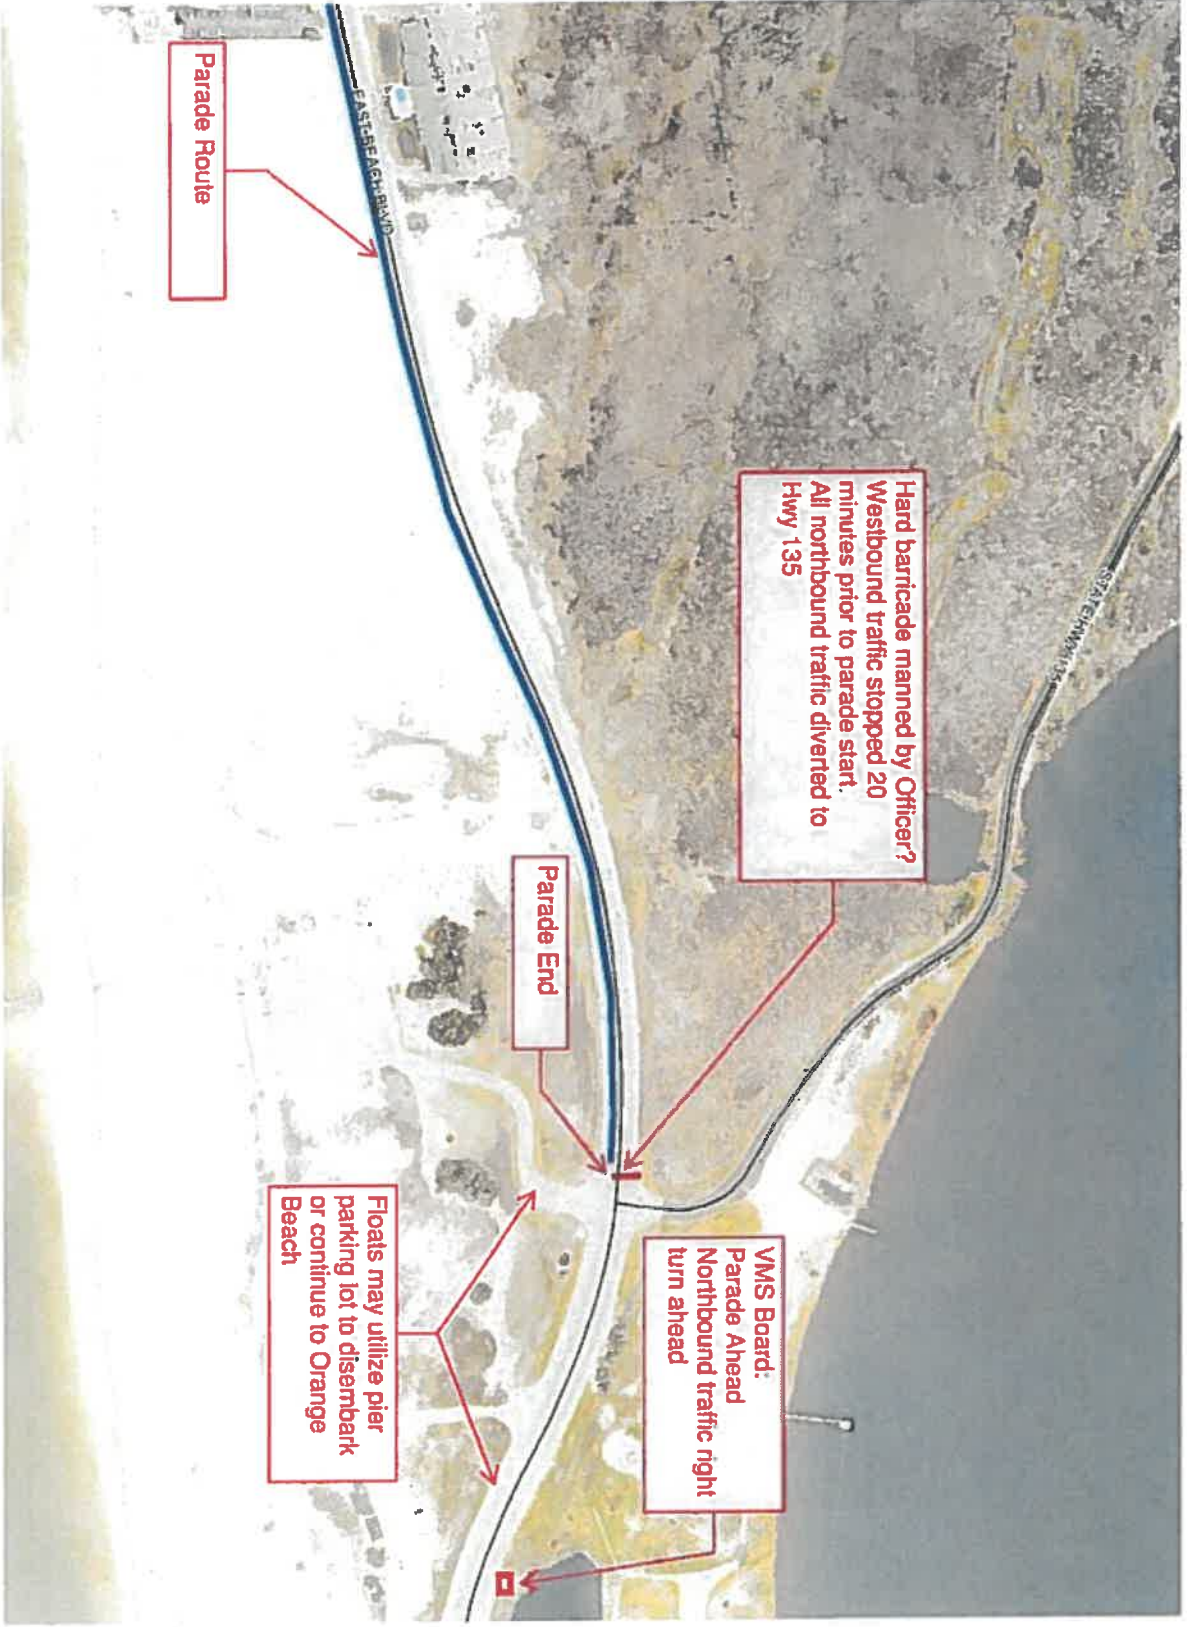 Hard barricade manned by Officer?
Westbound traffic stopped 20
minutes prior to parade start.
All northbound traffic diverted to
Hwy 135
STATE HWY 135
VMS Board:
Parade Ahead
Northbound traffic right
turn ahead
Parade End
Floats may utilize pier
parking lot to disembark
or continue to Orange
Beach
EAST BEACH BLVD
Parade Route